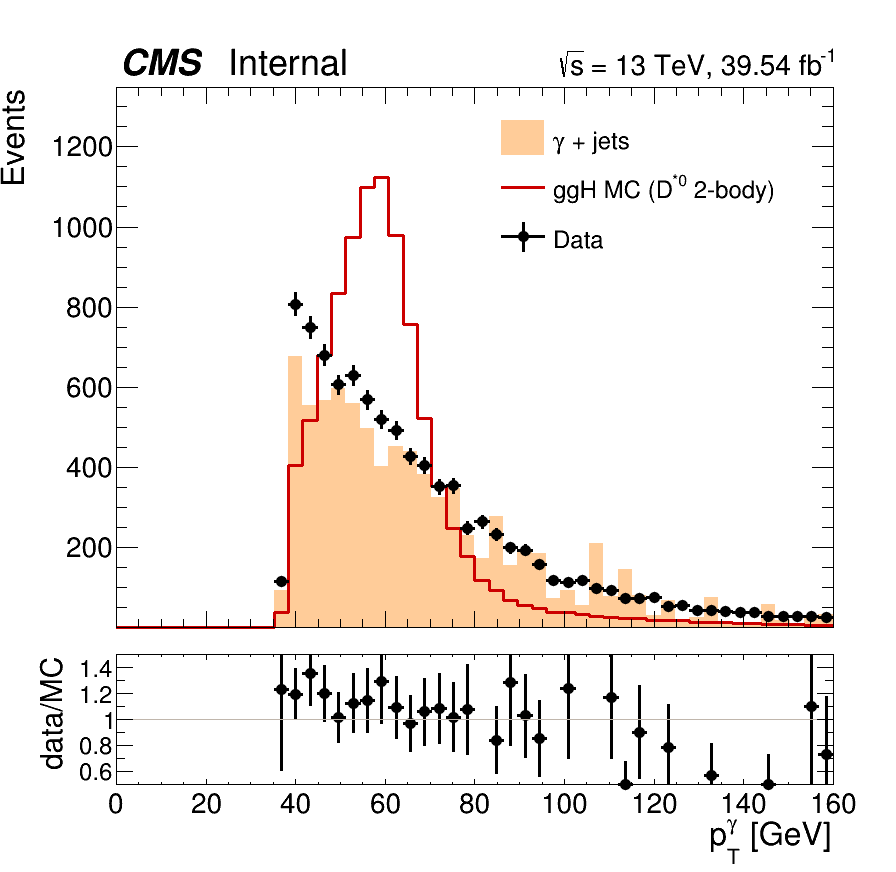 CMS Internal
√s = 13 TeV, 39.54 fb⁻¹
Events
1200
1000
800
600
400
200
γ + jets
ggH MC (D*⁰ 2-body)
Data
data/MC
1.4
1.2
1
0.8
0.6
0 20 40 60 80 100 120 140 160
p_T^γ [GeV]